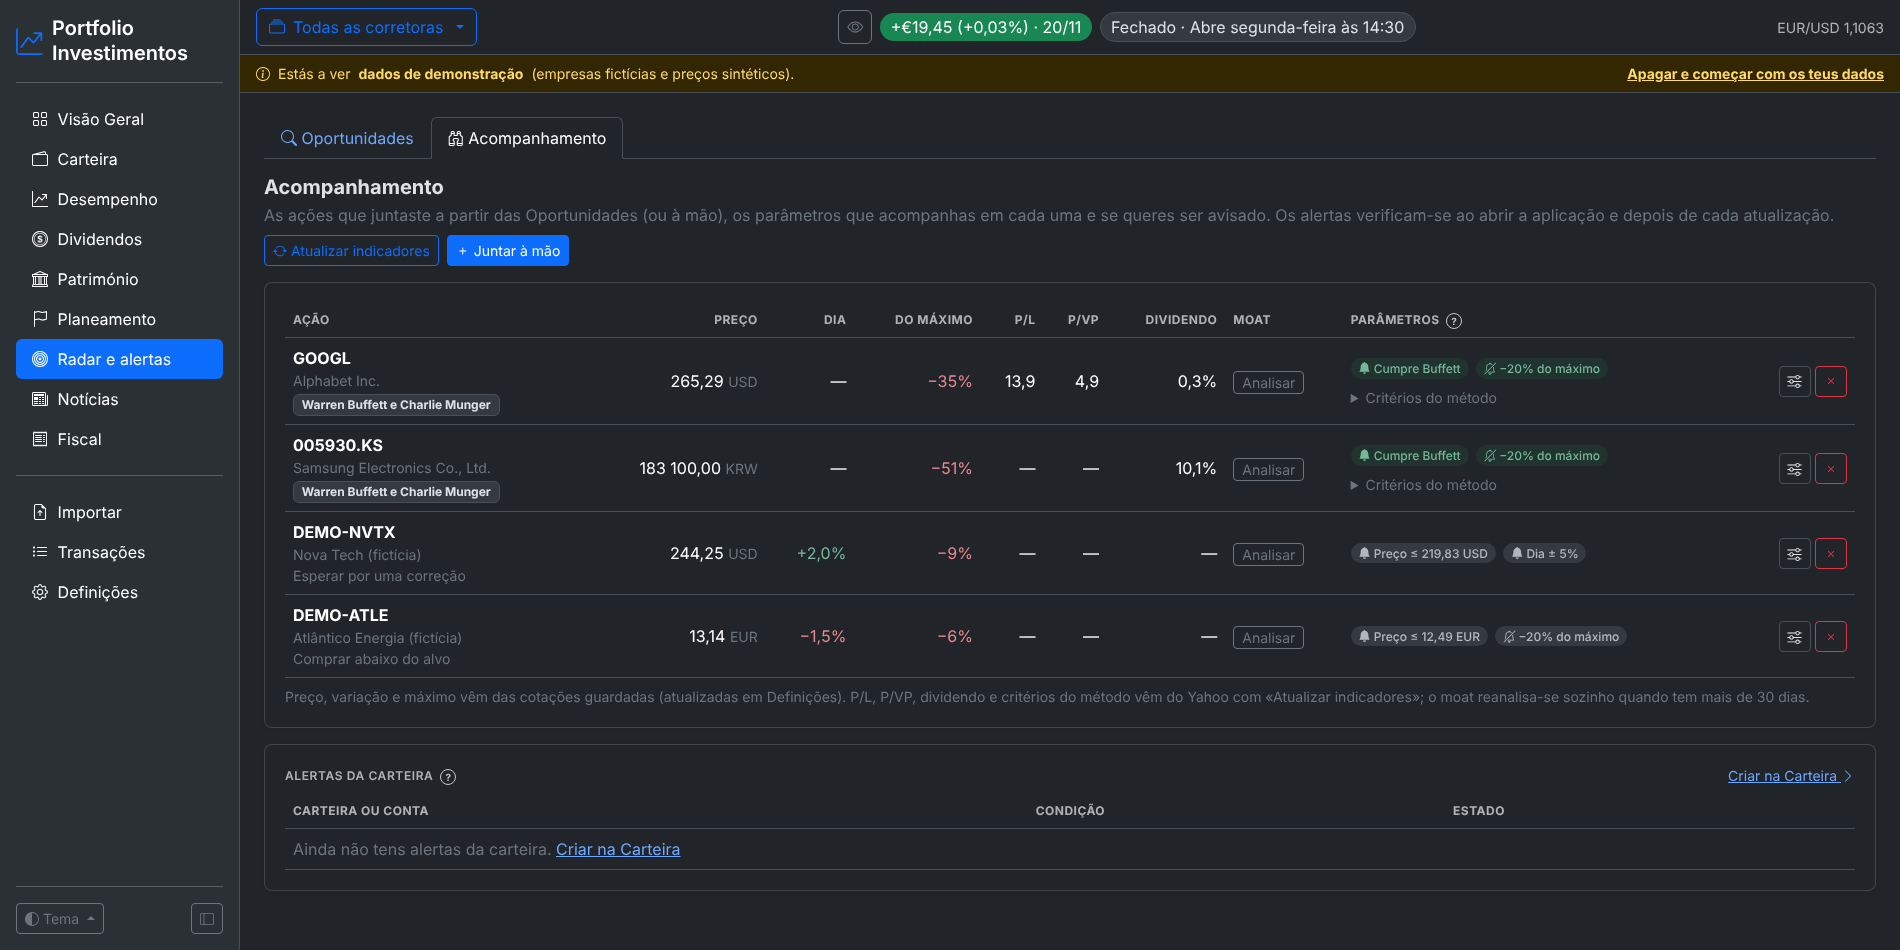 Portfolio
Investimentos
Visão Geral
Carteira
Desempenho
Dividendos
Património
Planeamento
Radar e alertas
Notícias
Fiscal
Importar
Transações
Definições
Tema
Todas as corretoras
+€19,45 (+0,03%) · 20/11
Fechado · Abre segunda-feira às 14:30
EUR/USD 1,1063
Estás a ver dados de demonstração (empresas fictícias e preços sintéticos).
Apagar e começar com os teus dados
Oportunidades
Acompanhamento
Acompanhamento
As ações que juntaste a partir das Oportunidades (ou à mão), os parâmetros que acompanhas em cada uma e se queres ser avisado. Os alertas verificam-se ao abrir a aplicação e depois de cada atualização.
Atualizar indicadores
+ Juntar à mão
AÇÃO PREÇO DIA DO MÁXIMO P/L P/VP DIVIDENDO MOAT PARÂMETROS ?
GOOGL
Alphabet Inc.
Warren Buffett e Charlie Munger
265,29 USD — −35% 13,9 4,9 0,3% Analisar
Cumpre Buffett −20% do máximo
Critérios do método
005930.KS
Samsung Electronics Co., Ltd.
Warren Buffett e Charlie Munger
183 100,00 KRW — −51% — — 10,1% Analisar
Cumpre Buffett −20% do máximo
Critérios do método
DEMO-NVTX
Nova Tech (fictícia)
Esperar por uma correção
244,25 USD +2,0% −9% — — — Analisar
Preço ≤ 219,83 USD Dia ± 5%
DEMO-ATLE
Atlântico Energia (fictícia)
Comprar abaixo do alvo
13,14 EUR −1,5% −6% — — — Analisar
Preço ≤ 12,49 EUR −20% do máximo
Preço, variação e máximo vêm das cotações guardadas (atualizadas em Definições). P/L, P/VP, dividendo e critérios do método vêm do Yahoo com «Atualizar indicadores»; o moat reanalisa-se sozinho quando tem mais de 30 dias.
ALERTAS DA CARTEIRA ?
Criar na Carteira
CARTEIRA OU CONTA CONDIÇÃO ESTADO
Ainda não tens alertas da carteira. Criar na Carteira